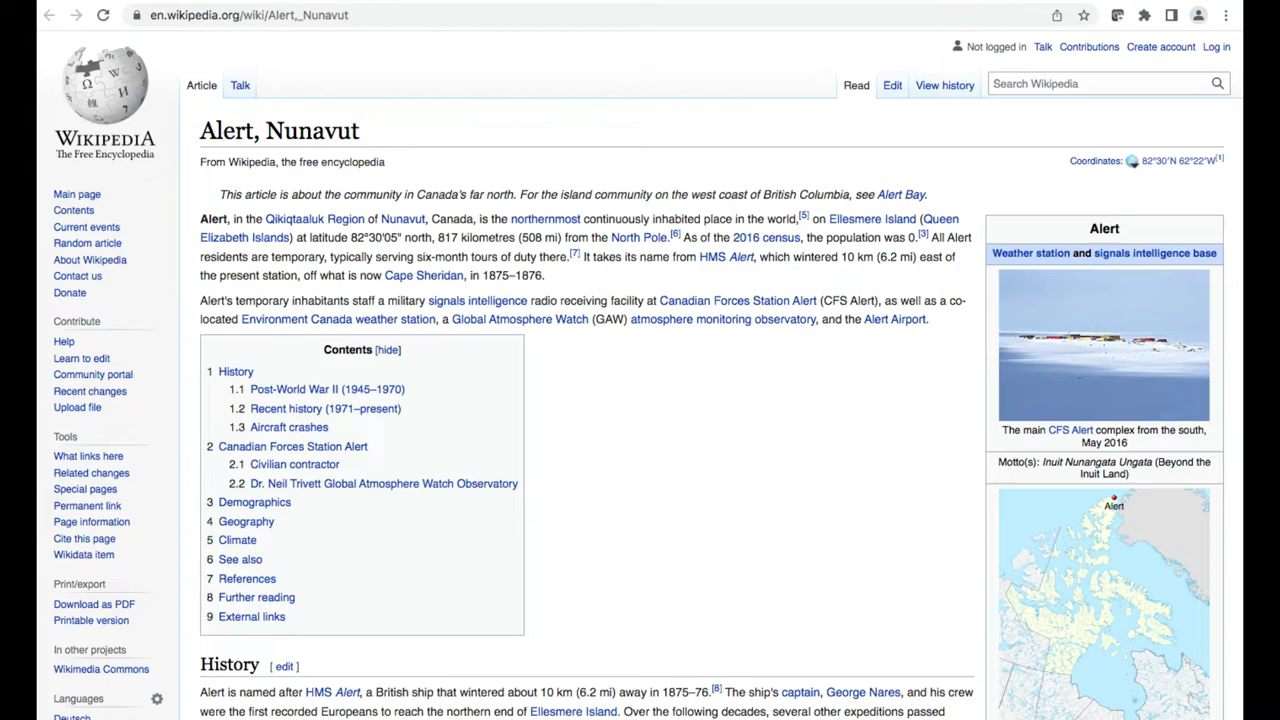 en.wikipedia.org/wiki/Alert,_Nunavut
Not logged in Talk Contributions Create account Log in
Article Talk Read Edit View history Search Wikipedia
WIKIPEDIA
The Free Encyclopedia
Main page
Contents
Current events
Random article
About Wikipedia
Contact us
Donate
Contribute
Help
Learn to edit
Community portal
Recent changes
Upload file
Tools
What links here
Related changes
Special pages
Permanent link
Page information
Cite this page
Wikidata item
Print/export
Download as PDF
Printable version
In other projects
Wikimedia Commons
Languages
Deutsch
Alert, Nunavut
From Wikipedia, the free encyclopedia
Coordinates: 82°30′N 62°22′W[1]
This article is about the community in Canada's far north. For the island community on the west coast of British Columbia, see Alert Bay.
Alert, in the Qikiqtaaluk Region of Nunavut, Canada, is the northernmost continuously inhabited place in the world,[5] on Ellesmere Island (Queen
Elizabeth Islands) at latitude 82°30'05" north, 817 kilometres (508 mi) from the North Pole.[6] As of the 2016 census, the population was 0.[3] All Alert
residents are temporary, typically serving six-month tours of duty there.[7] It takes its name from HMS Alert, which wintered 10 km (6.2 mi) east of
the present station, off what is now Cape Sheridan, in 1875–1876.
Alert's temporary inhabitants staff a military signals intelligence radio receiving facility at Canadian Forces Station Alert (CFS Alert), as well as a co-
located Environment Canada weather station, a Global Atmosphere Watch (GAW) atmosphere monitoring observatory, and the Alert Airport.
Contents [hide]
1 History
1.1 Post-World War II (1945–1970)
1.2 Recent history (1971–present)
1.3 Aircraft crashes
2 Canadian Forces Station Alert
2.1 Civilian contractor
2.2 Dr. Neil Trivett Global Atmosphere Watch Observatory
3 Demographics
4 Geography
5 Climate
6 See also
7 References
8 Further reading
9 External links
History [ edit ]
Alert is named after HMS Alert, a British ship that wintered about 10 km (6.2 mi) away in 1875–76.[8] The ship's captain, George Nares, and his crew
were the first recorded Europeans to reach the northern end of Ellesmere Island. Over the following decades, several other expeditions passed
Alert
Weather station and signals intelligence base
The main CFS Alert complex from the south,
May 2016
Motto(s): Inuit Nunangata Ungata (Beyond the
Inuit Land)
Alert